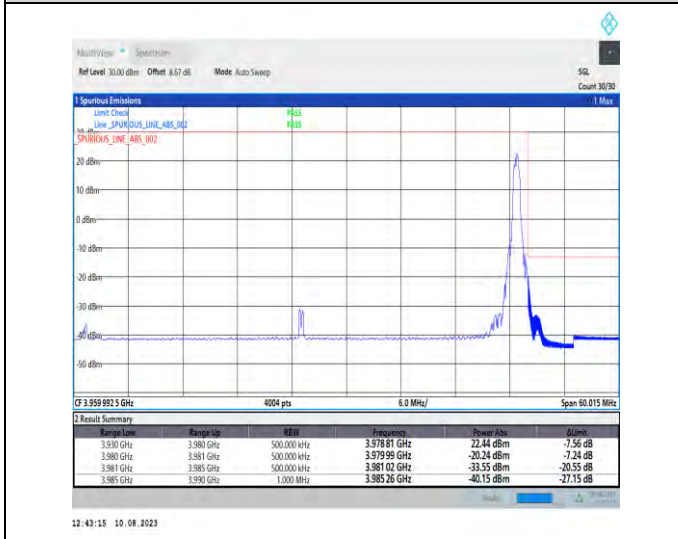 MultiView Spectrum
Ref Level 30.00 dBm Offset 8.67 dB Mode Auto Sweep SGL
Count 30/30
1 Spurious Emissions 1 Max
Limit Check PASS
Line _SPURIOUS_LINE_ABS_002 PASS
_SPURIOUS_LINE_ABS_002
20 dBm
10 dBm
0 dBm
-10 dBm
-20 dBm
-30 dBm
-40 dBm
-50 dBm
CF 3.959 992 5 GHz 4004 pts 6.0 MHz/ Span 60.015 MHz
2 Result Summary
Range Low Range Up RBW Frequency Power Abs ΔLimit
3.930 GHz 3.980 GHz 500.000 kHz 3.978 81 GHz 22.44 dBm -7.56 dB
3.980 GHz 3.981 GHz 500.000 kHz 3.979 99 GHz -20.24 dBm -7.24 dB
3.981 GHz 3.985 GHz 500.000 kHz 3.981 02 GHz -33.55 dBm -20.55 dB
3.985 GHz 3.990 GHz 1.000 MHz 3.985 26 GHz -40.15 dBm -27.15 dB
12:43:15 10.08.2023